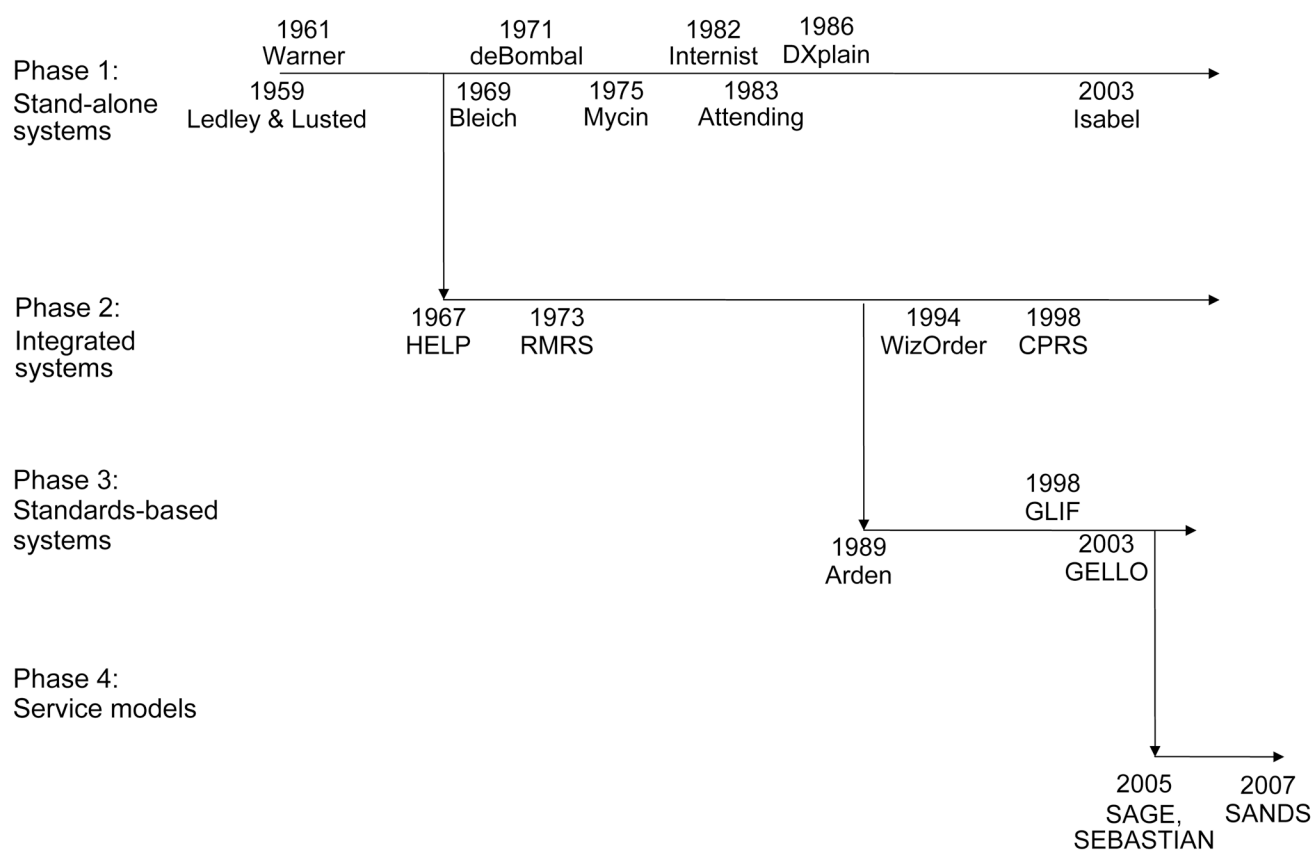 1961
Warner
1971
deBombal
1982
Internist
1986
DXplain
Phase 1:
Stand-alone
systems
1959
Ledley & Lusted
1969
Bleich
1975
Mycin
1983
Attending
2003
Isabel
Phase 2:
Integrated
systems
1967
HELP
1973
RMRS
1994
WizOrder
1998
CPRS
Phase 3:
Standards-based
systems
1998
GLIF
1989
Arden
2003
GELLO
Phase 4:
Service models
2005
SAGE,
SEBASTIAN
2007
SANDS